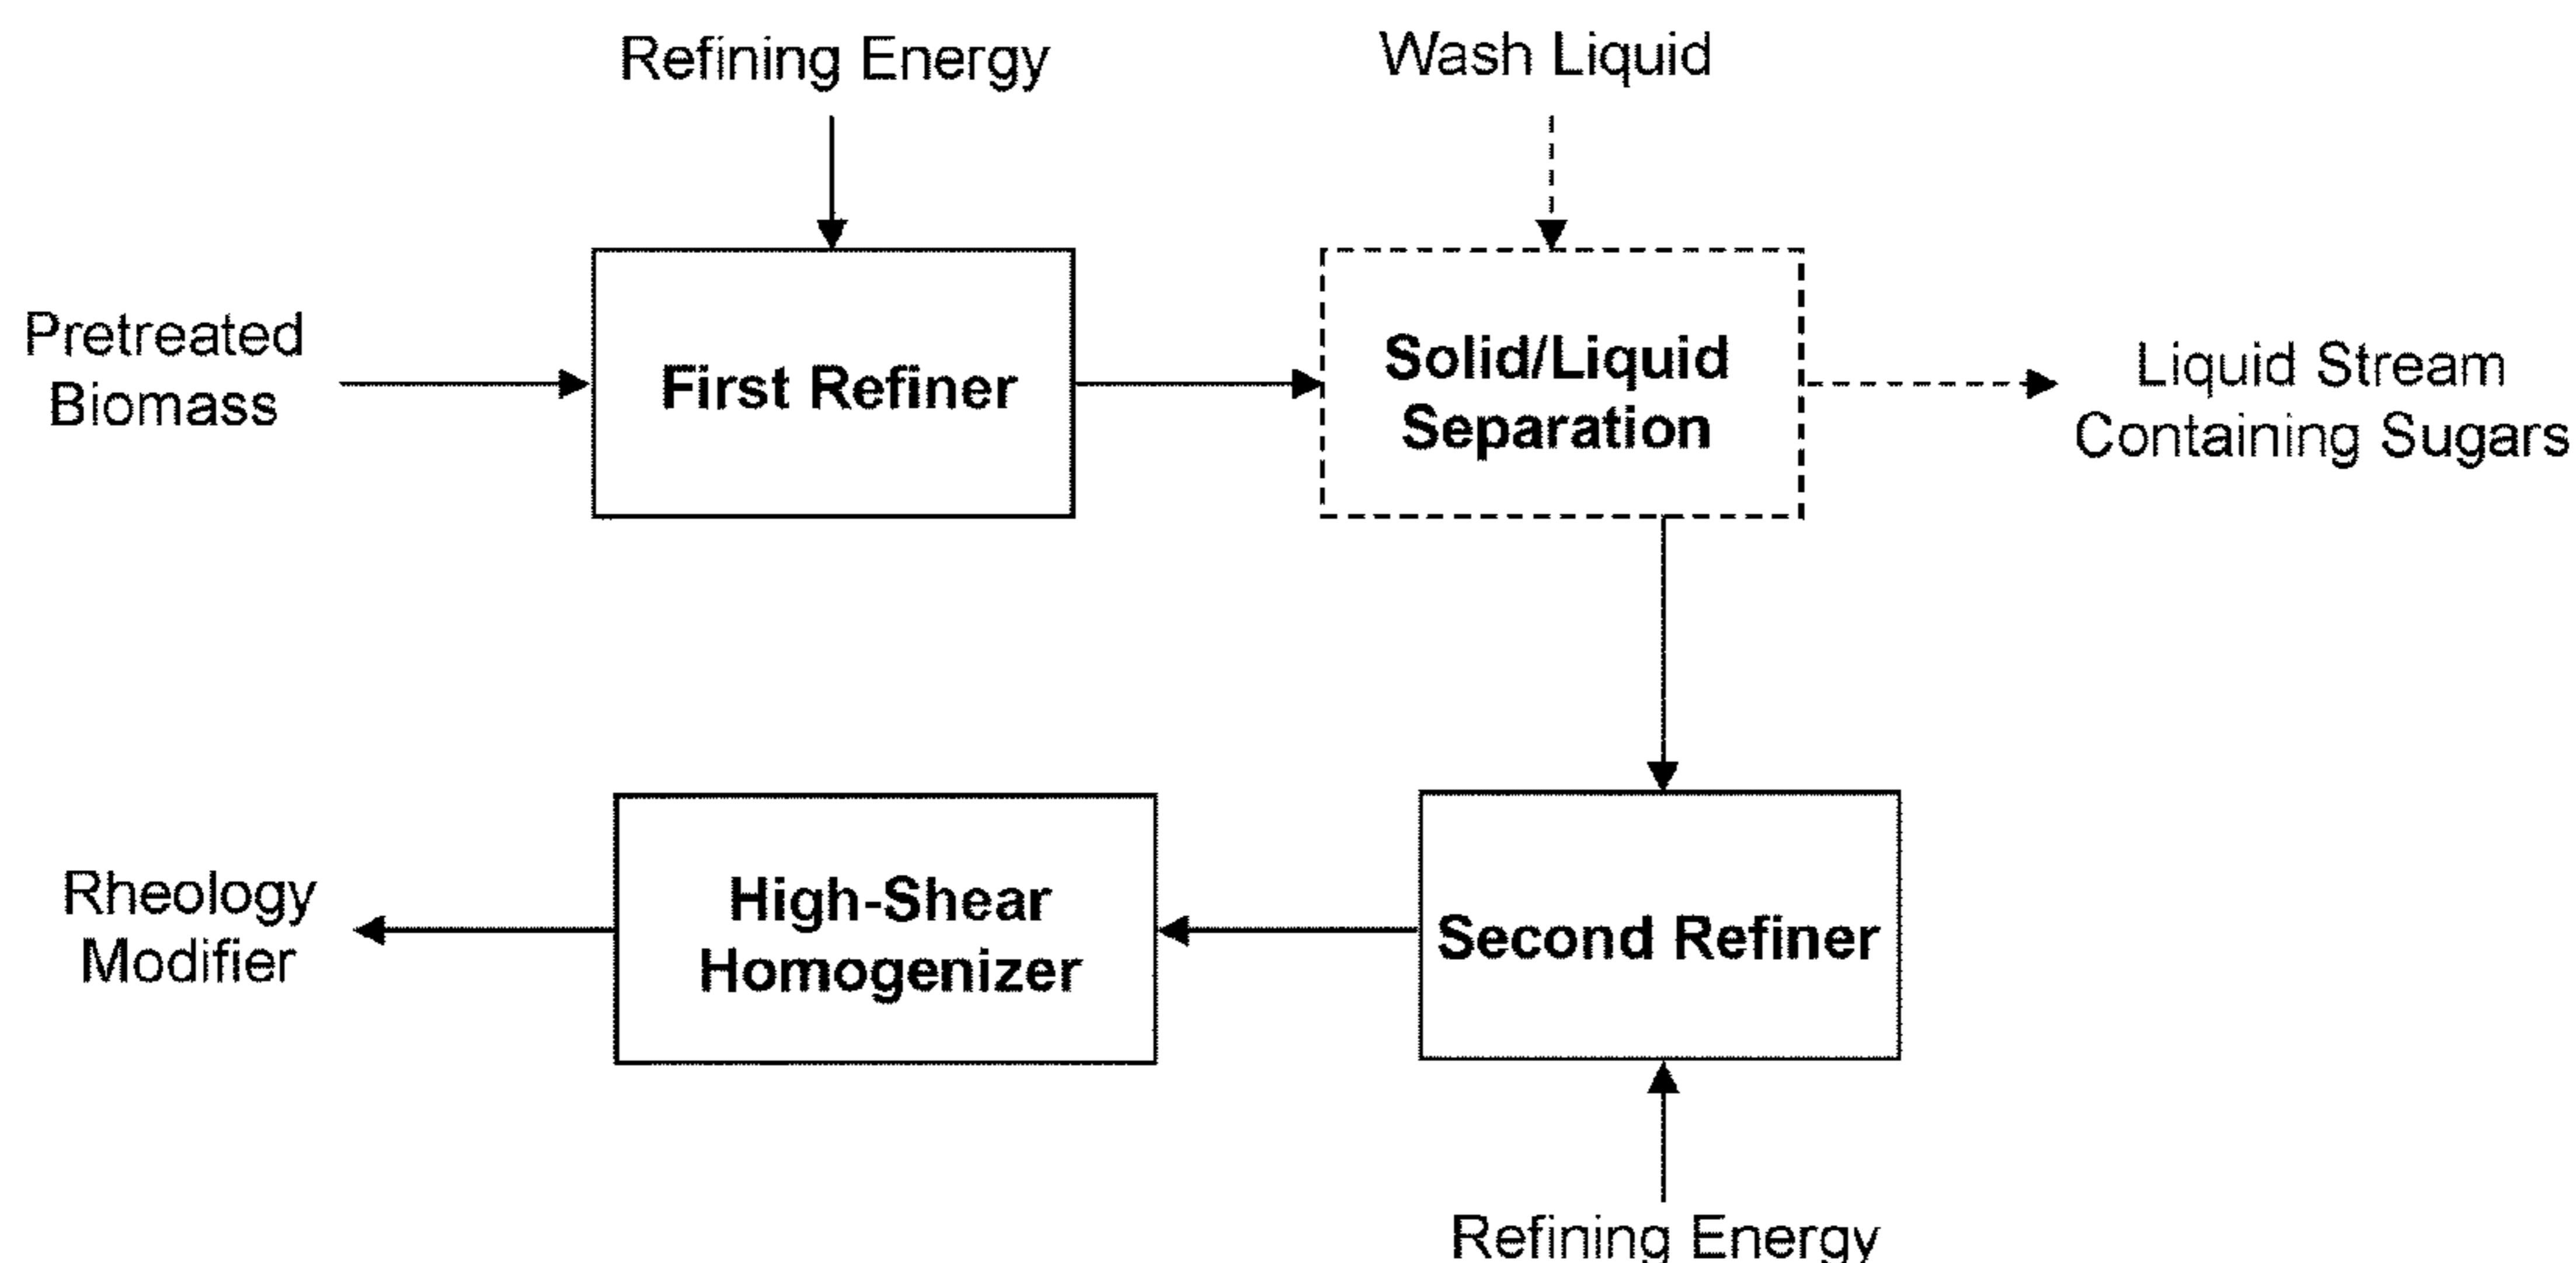 Refining Energy
Wash Liquid
Pretreated
Biomass
First Refiner
Solid/Liquid
Separation
Liquid Stream
Containing Sugars
Rheology
Modifier
High-Shear
Homogenizer
Second Refiner
Refining Energy